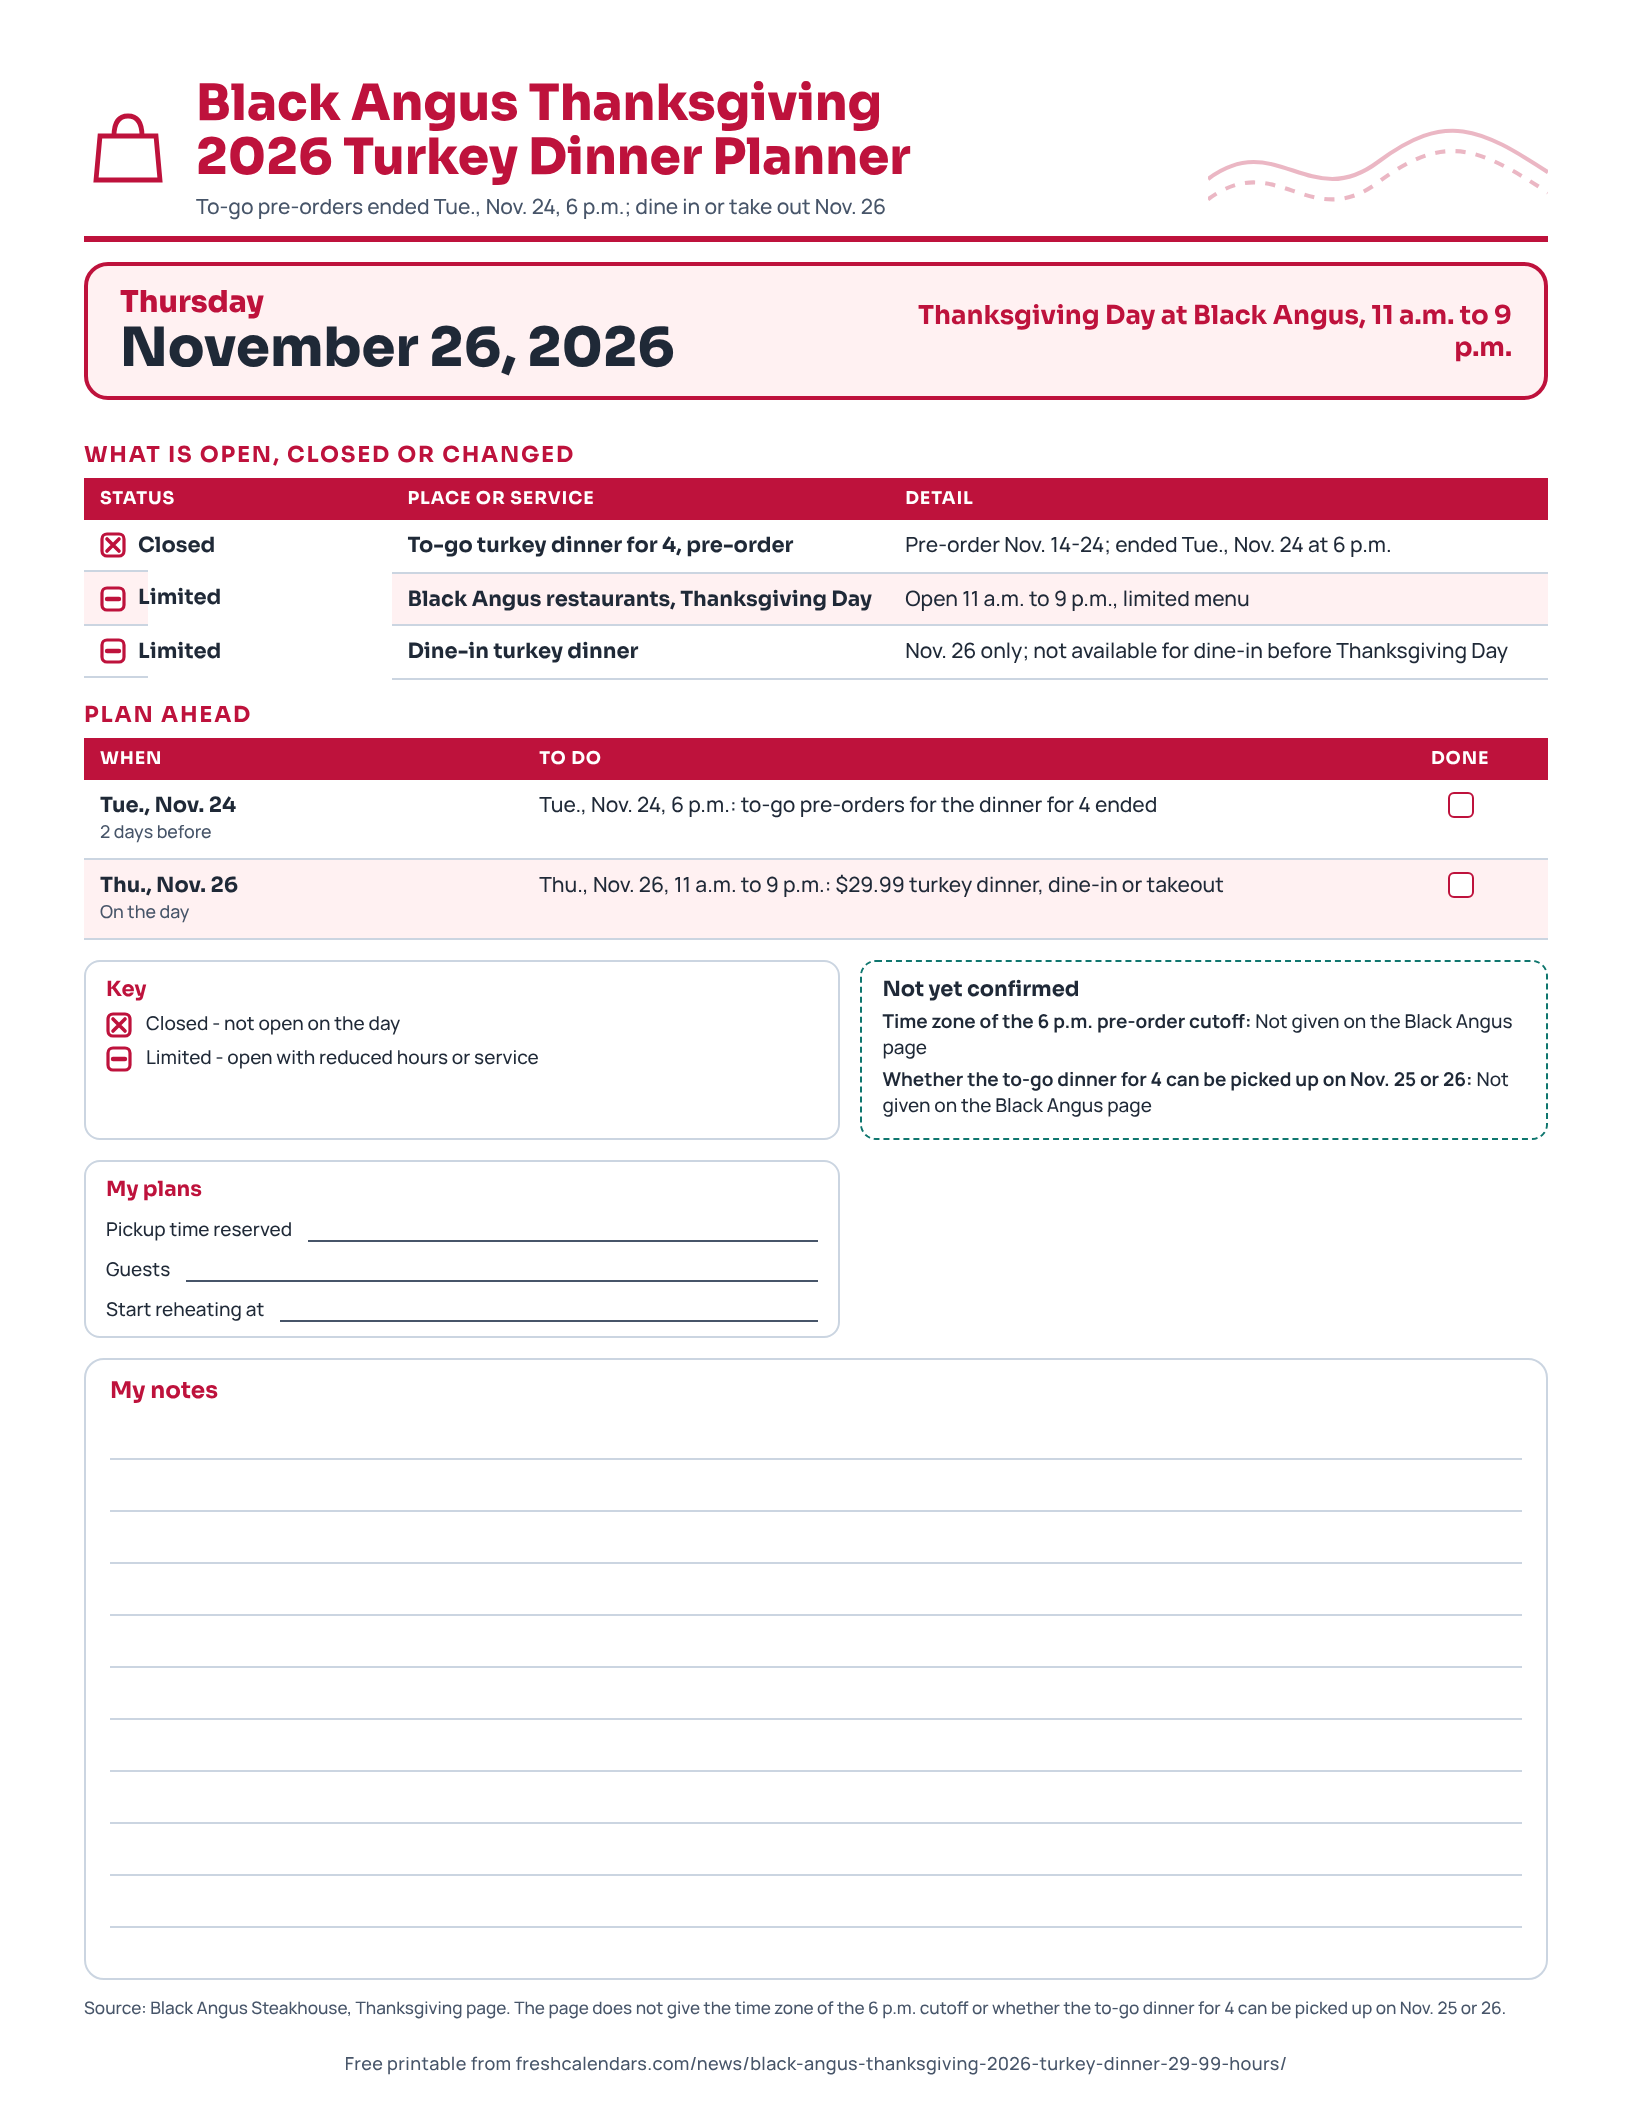 Black Angus Thanksgiving
2026 Turkey Dinner Planner
To-go pre-orders ended Tue., Nov. 24, 6 p.m.; dine in or take out Nov. 26
Thursday
November 26, 2026
Thanksgiving Day at Black Angus, 11 a.m. to 9
p.m.
WHAT IS OPEN, CLOSED OR CHANGED
STATUS PLACE OR SERVICE DETAIL
Closed To-go turkey dinner for 4, pre-order Pre-order Nov. 14-24; ended Tue., Nov. 24 at 6 p.m.
Limited Black Angus restaurants, Thanksgiving Day Open 11 a.m. to 9 p.m., limited menu
Limited Dine-in turkey dinner Nov. 26 only; not available for dine-in before Thanksgiving Day
PLAN AHEAD
WHEN TO DO DONE
Tue., Nov. 24 Tue., Nov. 24, 6 p.m.: to-go pre-orders for the dinner for 4 ended
2 days before
Thu., Nov. 26 Thu., Nov. 26, 11 a.m. to 9 p.m.: $29.99 turkey dinner, dine-in or takeout
On the day
Key
Closed - not open on the day
Limited - open with reduced hours or service
Not yet confirmed
Time zone of the 6 p.m. pre-order cutoff: Not given on the Black Angus
page
Whether the to-go dinner for 4 can be picked up on Nov. 25 or 26: Not
given on the Black Angus page
My plans
Pickup time reserved
Guests
Start reheating at
My notes
Source: Black Angus Steakhouse, Thanksgiving page. The page does not give the time zone of the 6 p.m. cutoff or whether the to-go dinner for 4 can be picked up on Nov. 25 or 26.
Free printable from freshcalendars.com/news/black-angus-thanksgiving-2026-turkey-dinner-29-99-hours/